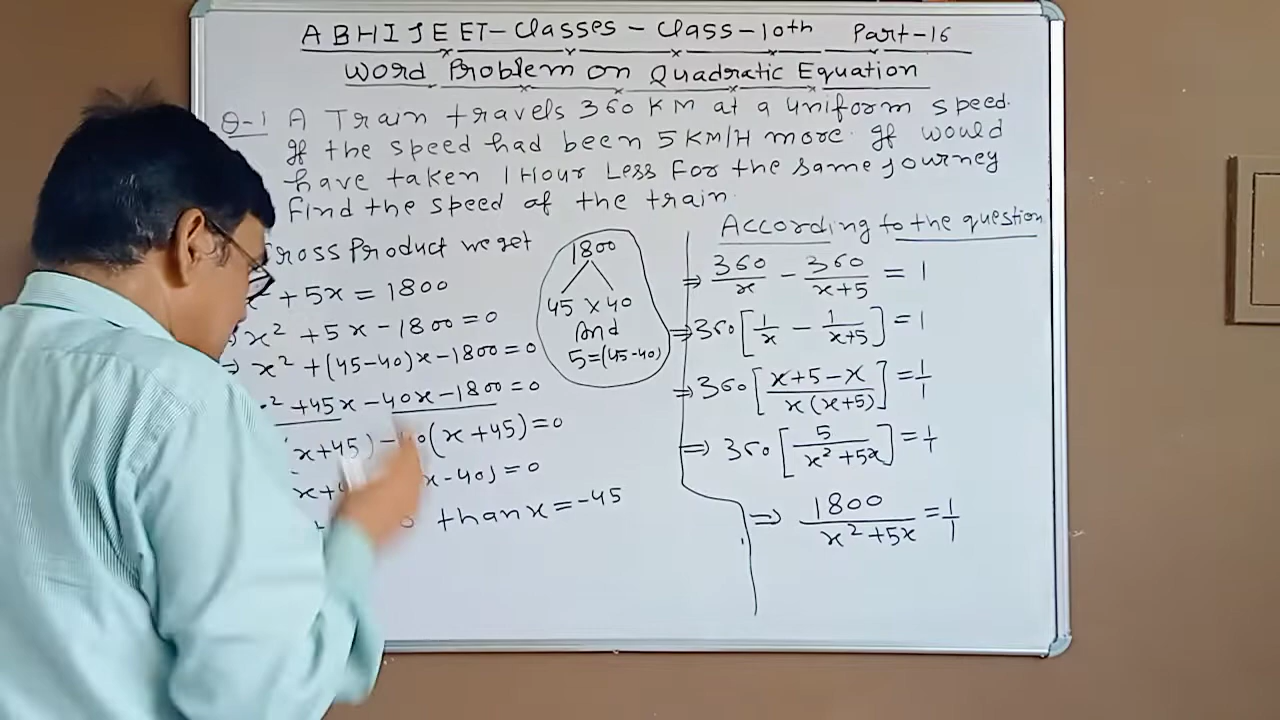 ABHIJEET-Classes-Class-10th Part-16
Word Problem on Quadratic Equation
Q-1 A Train travels 360 KM at a uniform speed.
If the speed had been 5 KM/H more. If would
have taken 1 Hour Less For the same Journey
Find the speed of the train.
According to the question
⇒ 360/x - 360/x+5 = 1
⇒ 360[1/x - 1/x+5] = 1
⇒ 360[x+5-x/x(x+5)] = 1/1
⇒ 360[5/x²+5x] = 1/1
⇒ 1800/x²+5x = 1/1
ross Product we get
x² + 5x = 1800
x² + 5x - 1800 = 0
⇒ x² + (45-40)x - 1800 = 0
² + 45x - 40x - 1800 = 0
x+45) - 40(x+45) = 0
x+4 x-40) = 0
than x = -45
1800
45 × 40
And
5 = (45-40)